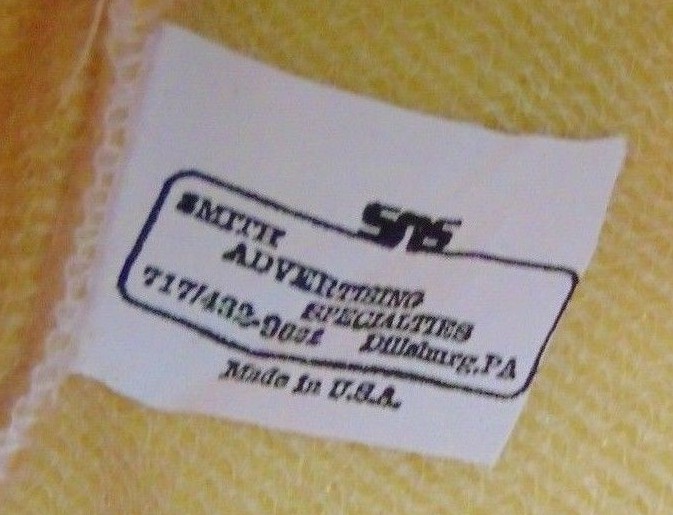 SAS
SMITH
ADVERTISING
SPECIALTIES
Dillsburg, PA
Made in U.S.A.